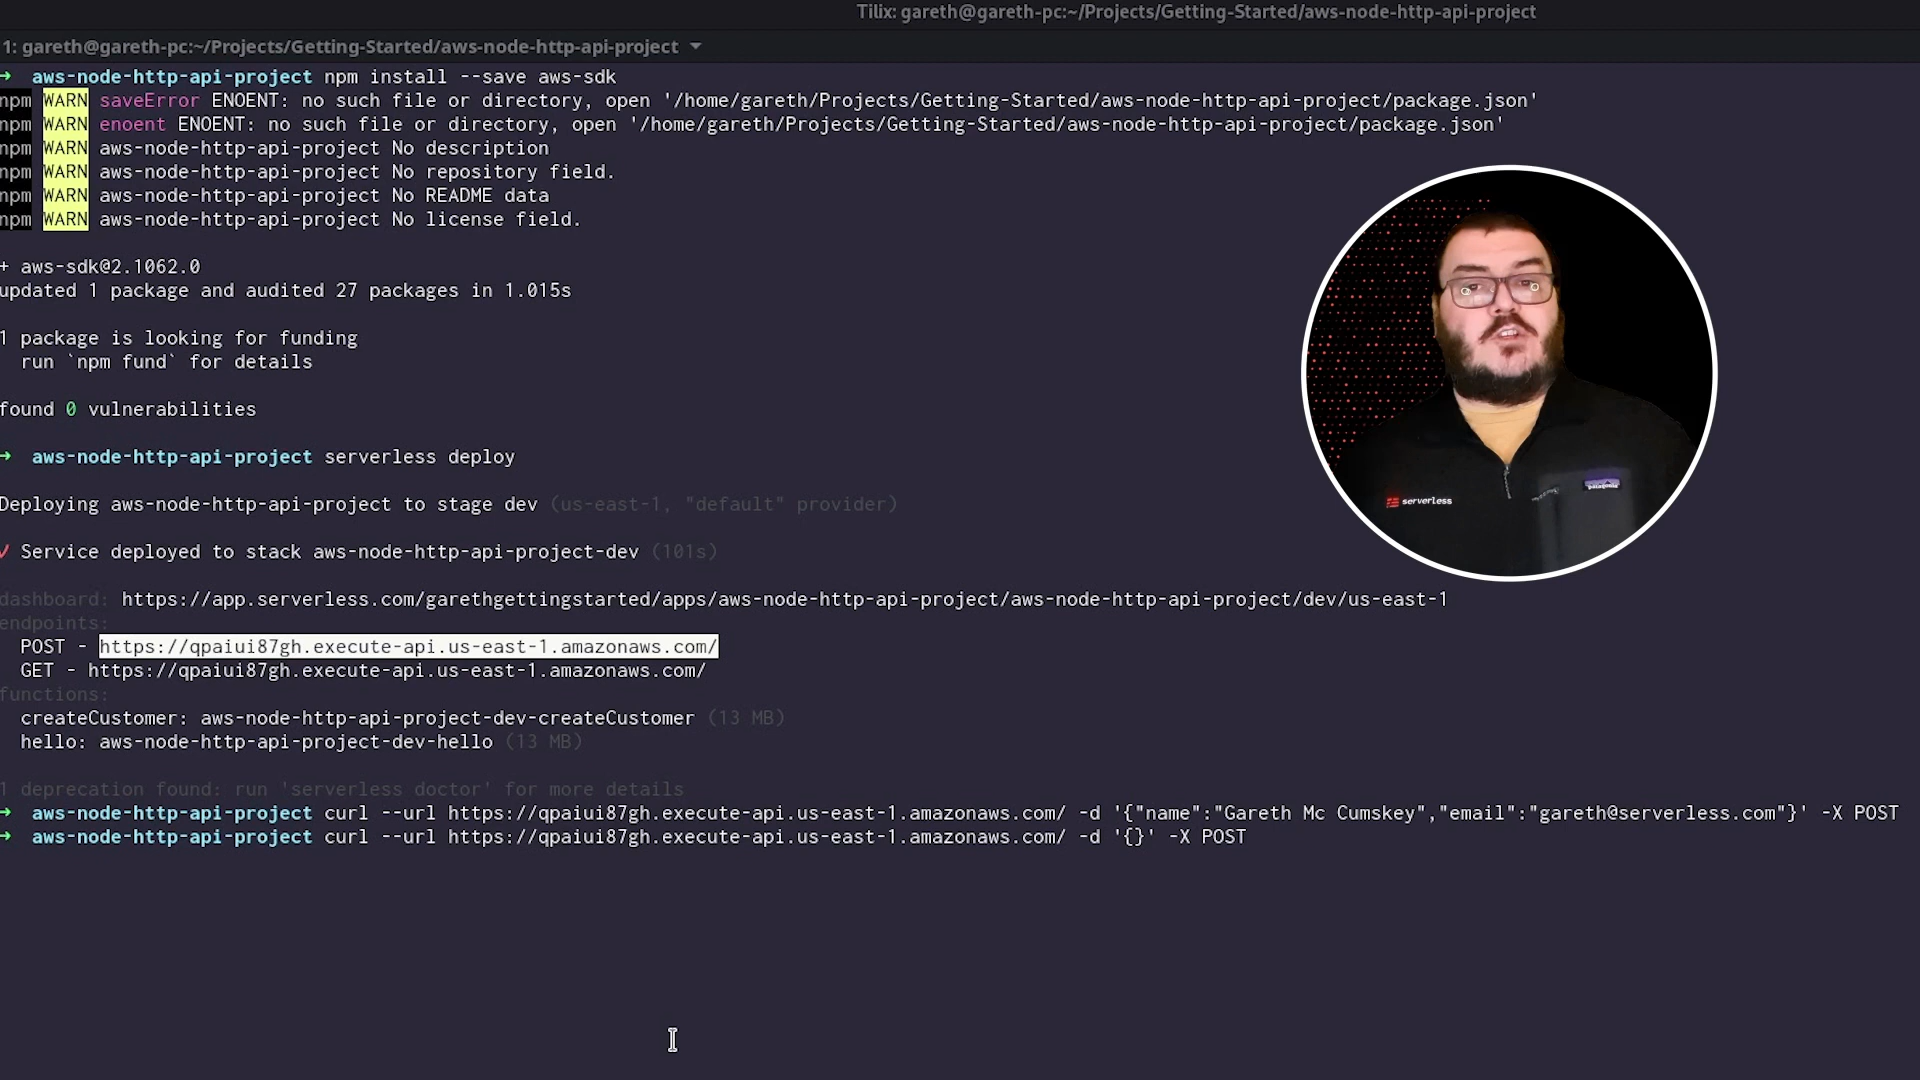 Tilix: gareth@gareth-pc:~/Projects/Getting-Started/aws-node-http-api-project
1: gareth@gareth-pc:~/Projects/Getting-Started/aws-node-http-api-project
→ aws-node-http-api-project npm install --save aws-sdk
npm WARN saveError ENOENT: no such file or directory, open '/home/gareth/Projects/Getting-Started/aws-node-http-api-project/package.json'
npm WARN enoent ENOENT: no such file or directory, open '/home/gareth/Projects/Getting-Started/aws-node-http-api-project/package.json'
npm WARN aws-node-http-api-project No description
npm WARN aws-node-http-api-project No repository field.
npm WARN aws-node-http-api-project No README data
npm WARN aws-node-http-api-project No license field.
+ aws-sdk@2.1062.0
updated 1 package and audited 27 packages in 1.015s
1 package is looking for funding
run `npm fund` for details
found 0 vulnerabilities
→ aws-node-http-api-project serverless deploy
Deploying aws-node-http-api-project to stage dev (us-east-1, "default" provider)
✓ Service deployed to stack aws-node-http-api-project-dev (101s)
dashboard: https://app.serverless.com/garethgettingstarted/apps/aws-node-http-api-project/aws-node-http-api-project/dev/us-east-1
endpoints:
POST - https://qpaiui87gh.execute-api.us-east-1.amazonaws.com/
GET - https://qpaiui87gh.execute-api.us-east-1.amazonaws.com/
functions:
createCustomer: aws-node-http-api-project-dev-createCustomer (13 MB)
hello: aws-node-http-api-project-dev-hello (13 MB)
1 deprecation found: run 'serverless doctor' for more details
→ aws-node-http-api-project curl --url https://qpaiui87gh.execute-api.us-east-1.amazonaws.com/ -d '{"name":"Gareth Mc Cumskey","email":"gareth@serverless.com"}' -X POST
→ aws-node-http-api-project curl --url https://qpaiui87gh.execute-api.us-east-1.amazonaws.com/ -d '{}' -X POST
serverless
patagonia